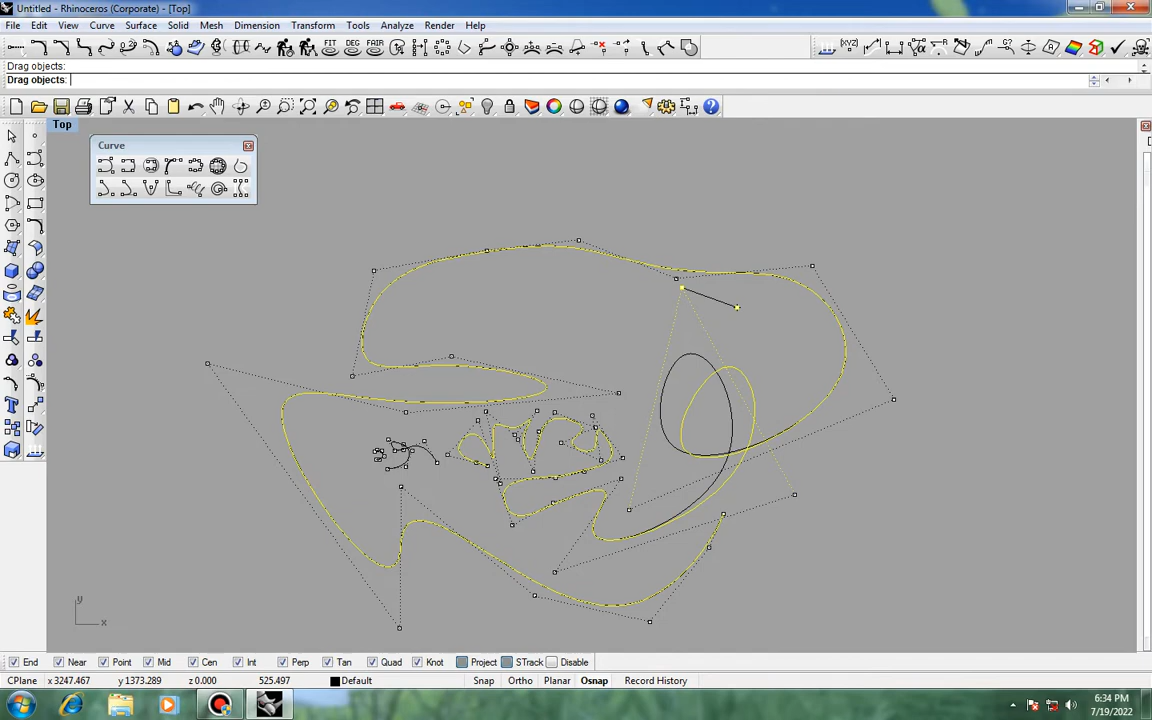 Untitled - Rhinoceros (Corporate) - [Top]
File Edit View Curve Surface Solid Mesh Dimension Transform Tools Analyze Render Help
Drag objects:
Drag objects:
Top
Curve
y
x
End Near Point Mid Cen Int Perp Tan Quad Knot Project STrack Disable
CPlane x 3247.467 y 1373.289 z 0.000 525.497 Default Snap Ortho Planar Osnap Record History
6:34 PM
7/19/2022